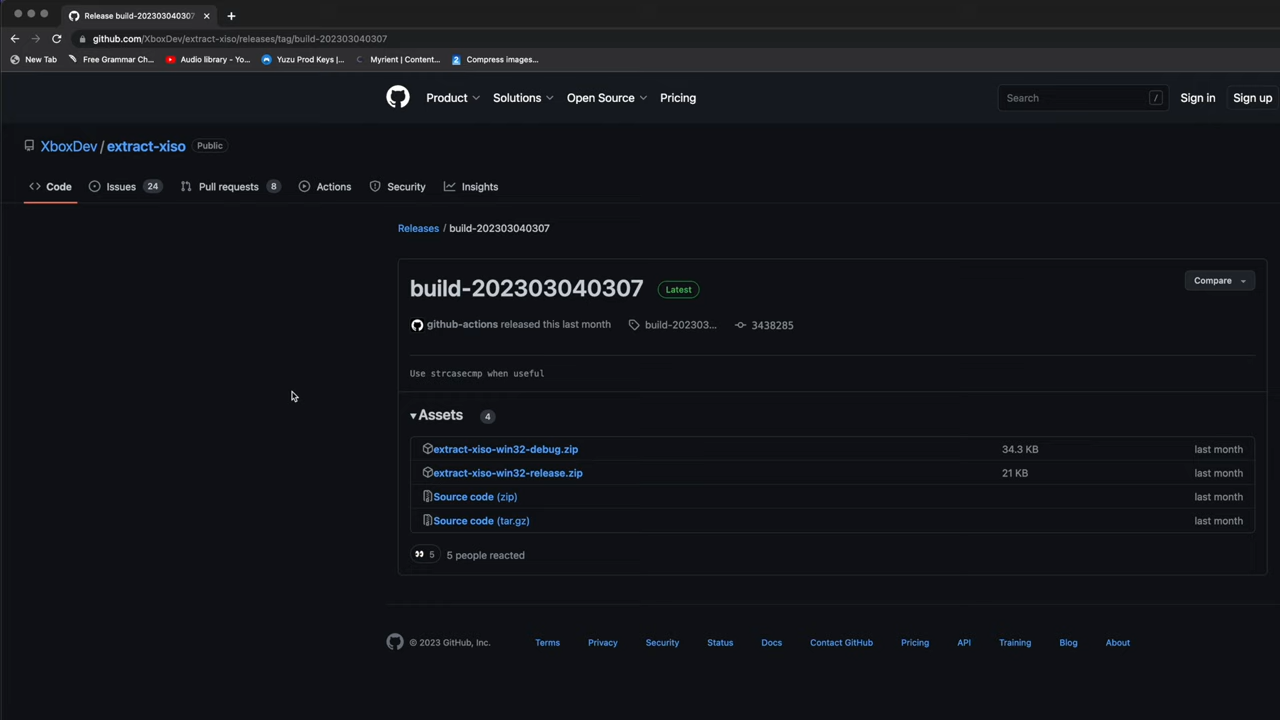 Release build-202303040307
github.com/XboxDev/extract-xiso/releases/tag/build-202303040307
New Tab Free Grammar Ch... Audio library - Yo... Yuzu Prod Keys |... Myrient | Content... Compress images...
Product Solutions Open Source Pricing Search / Sign in Sign up
XboxDev / extract-xiso Public
Code Issues 24 Pull requests 8 Actions Security Insights
Releases / build-202303040307
build-202303040307 Latest Compare
github-actions released this last month build-202303... 3438285
Use strcasecmp when useful
Assets 4
extract-xiso-win32-debug.zip 34.3 KB last month
extract-xiso-win32-release.zip 21 KB last month
Source code (zip) last month
Source code (tar.gz) last month
👀 5 5 people reacted
© 2023 GitHub, Inc. Terms Privacy Security Status Docs Contact GitHub Pricing API Training Blog About